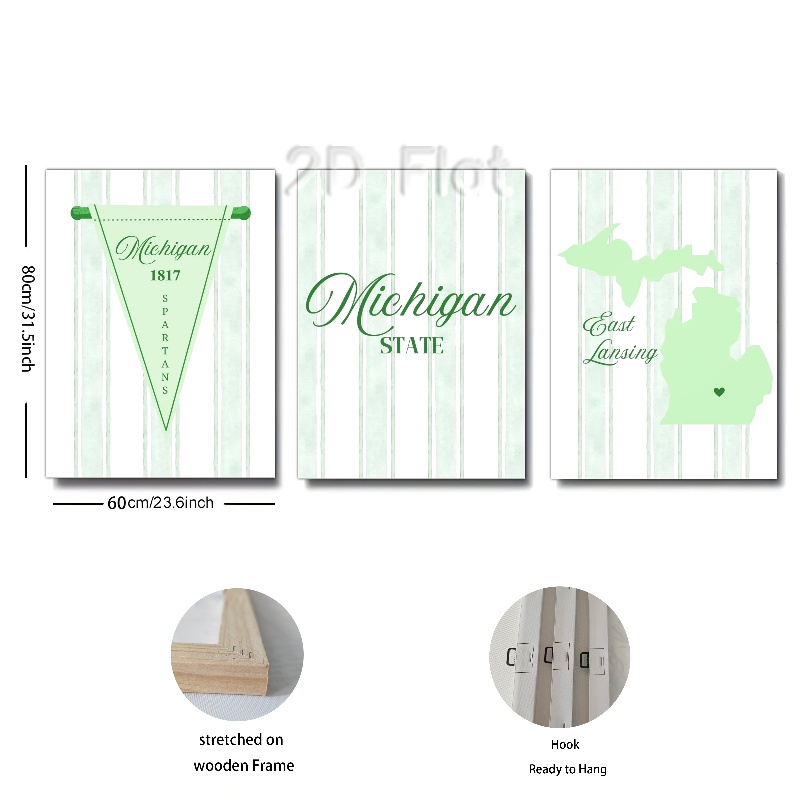 2D Flat
Michigan
1817
SPARTANS
Michigan
STATE
East
Lansing
80cm/31.5inch
60cm/23.6inch
stretched on
wooden Frame
Hook
Ready to Hang